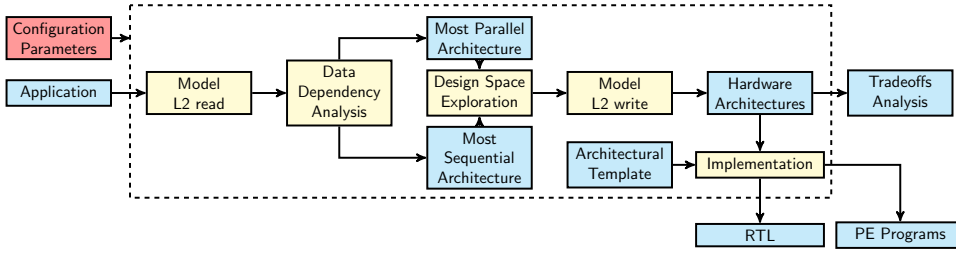 Configuration
Parameters
Application
Model
L2 read
Data
Dependency
Analysis
Most Parallel
Architecture
Design Space
Exploration
Most
Sequential
Architecture
Model
L2 write
Hardware
Architectures
Tradeoffs
Analysis
Architectural
Template
Implementation
RTL
PE Programs